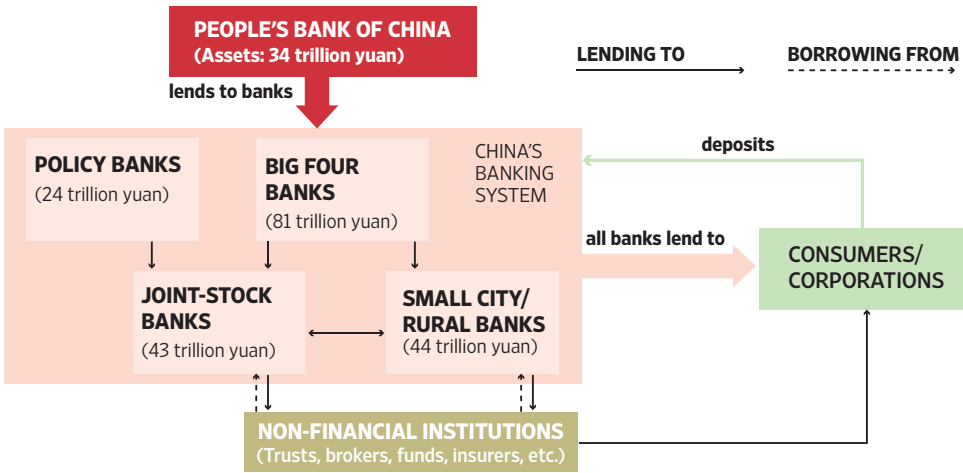 PEOPLE’S BANK OF CHINA
(Assets: 34 trillion yuan)
LENDING TO
BORROWING FROM
lends to banks
POLICY BANKS
(24 trillion yuan)
BIG FOUR
BANKS
(81 trillion yuan)
CHINA’S
BANKING
SYSTEM
deposits
all banks lend to
CONSUMERS/
CORPORATIONS
JOINT-STOCK
BANKS
(43 trillion yuan)
SMALL CITY/
RURAL BANKS
(44 trillion yuan)
NON-FINANCIAL INSTITUTIONS
(Trusts, brokers, funds, insurers, etc.)